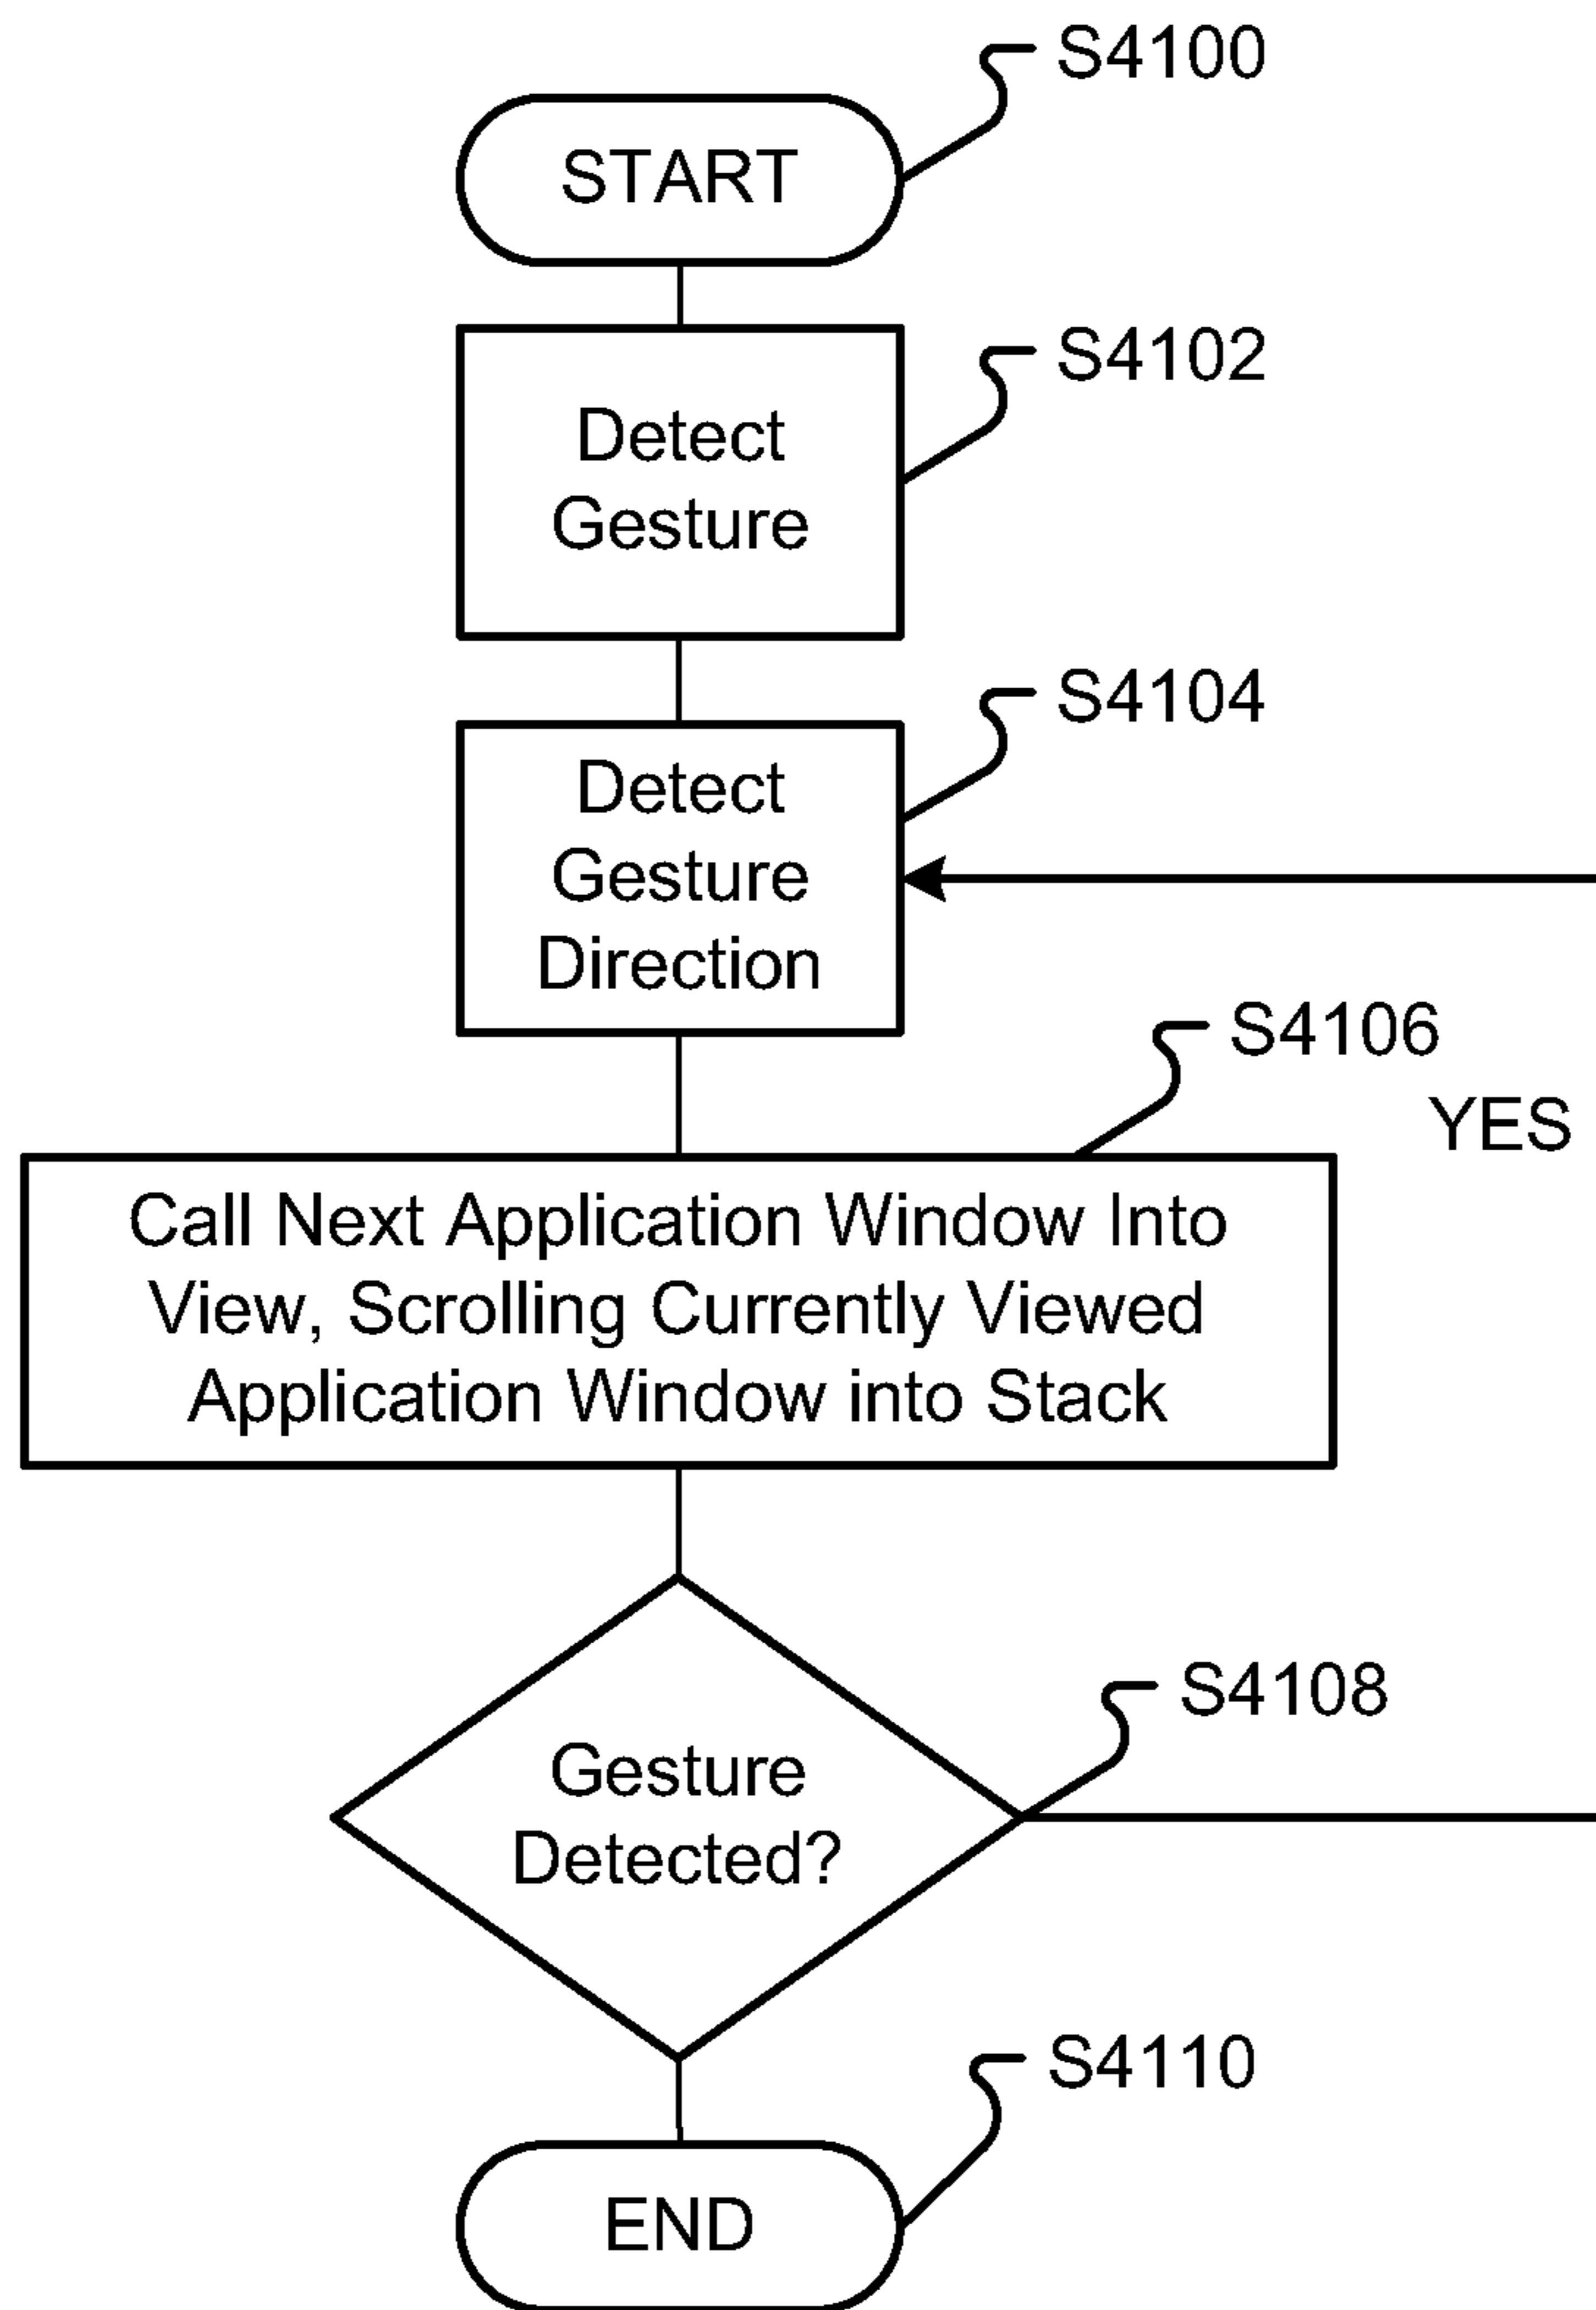 S4100
START
S4102
Detect
Gesture
S4104
Detect
Gesture
Direction
S4106
YES
Call Next Application Window Into
View, Scrolling Currently Viewed
Application Window into Stack
S4108
Gesture
Detected?
S4110
END